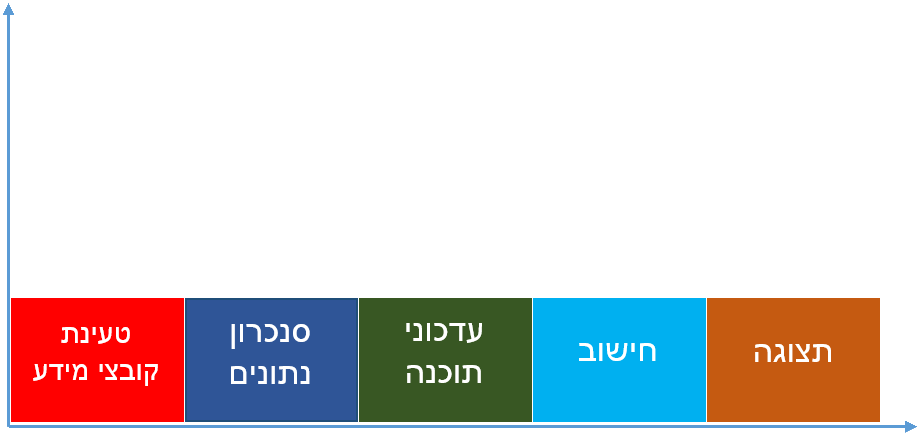 טעינת
קובצי מידע
סנכרון
נתונים
עדכוני
תוכנה
חישוב
תצוגה